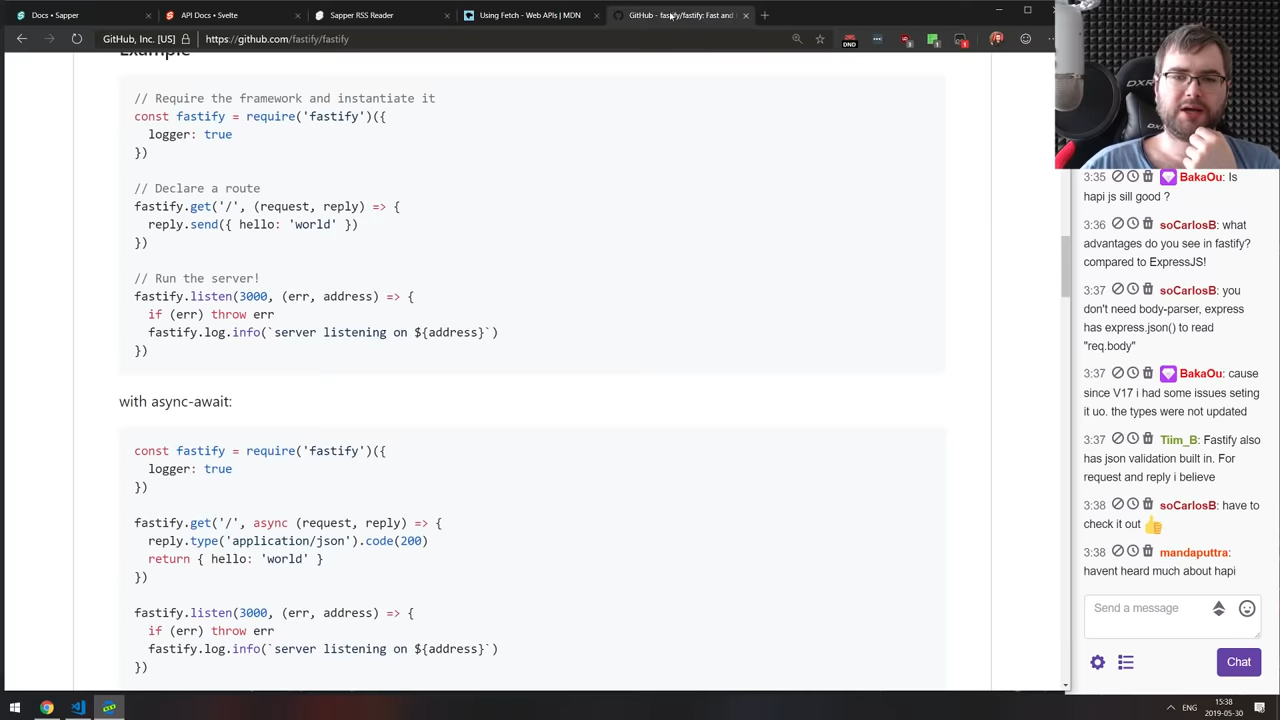 Docs • Sapper
API Docs • Svelte
Sapper RSS Reader
Using Fetch - Web APIs | MDN
GitHub - fastify/fastify: Fast and
GitHub, Inc. [US]
https://github.com/fastify/fastify
DND
Example
// Require the framework and instantiate it
const fastify = require('fastify')({
logger: true
})
// Declare a route
fastify.get('/', (request, reply) => {
reply.send({ hello: 'world' })
})
// Run the server!
fastify.listen(3000, (err, address) => {
if (err) throw err
fastify.log.info(`server listening on ${address}`)
})
with async-await:
const fastify = require('fastify')({
logger: true
})
fastify.get('/', async (request, reply) => {
reply.type('application/json').code(200)
return { hello: 'world' }
})
fastify.listen(3000, (err, address) => {
if (err) throw err
fastify.log.info(`server listening on ${address}`)
})
DXR
3:35 BakaOu: Is
hapi js sill good ?
3:36 soCarlosB: what
advantages do you see in fastify?
compared to ExpressJS!
3:37 soCarlosB: you
don't need body-parser, express
has express.json() to read
"req.body"
3:37 BakaOu: cause
since V17 i had some issues seting
it uo. the types were not updated
3:37 Tiim_B: Fastify also
has json validation built in. For
request and reply i believe
3:38 soCarlosB: have to
check it out 👍
3:38 mandaputtra:
havent heard much about hapi
Send a message
Chat
ENG
15:38
2019-05-30